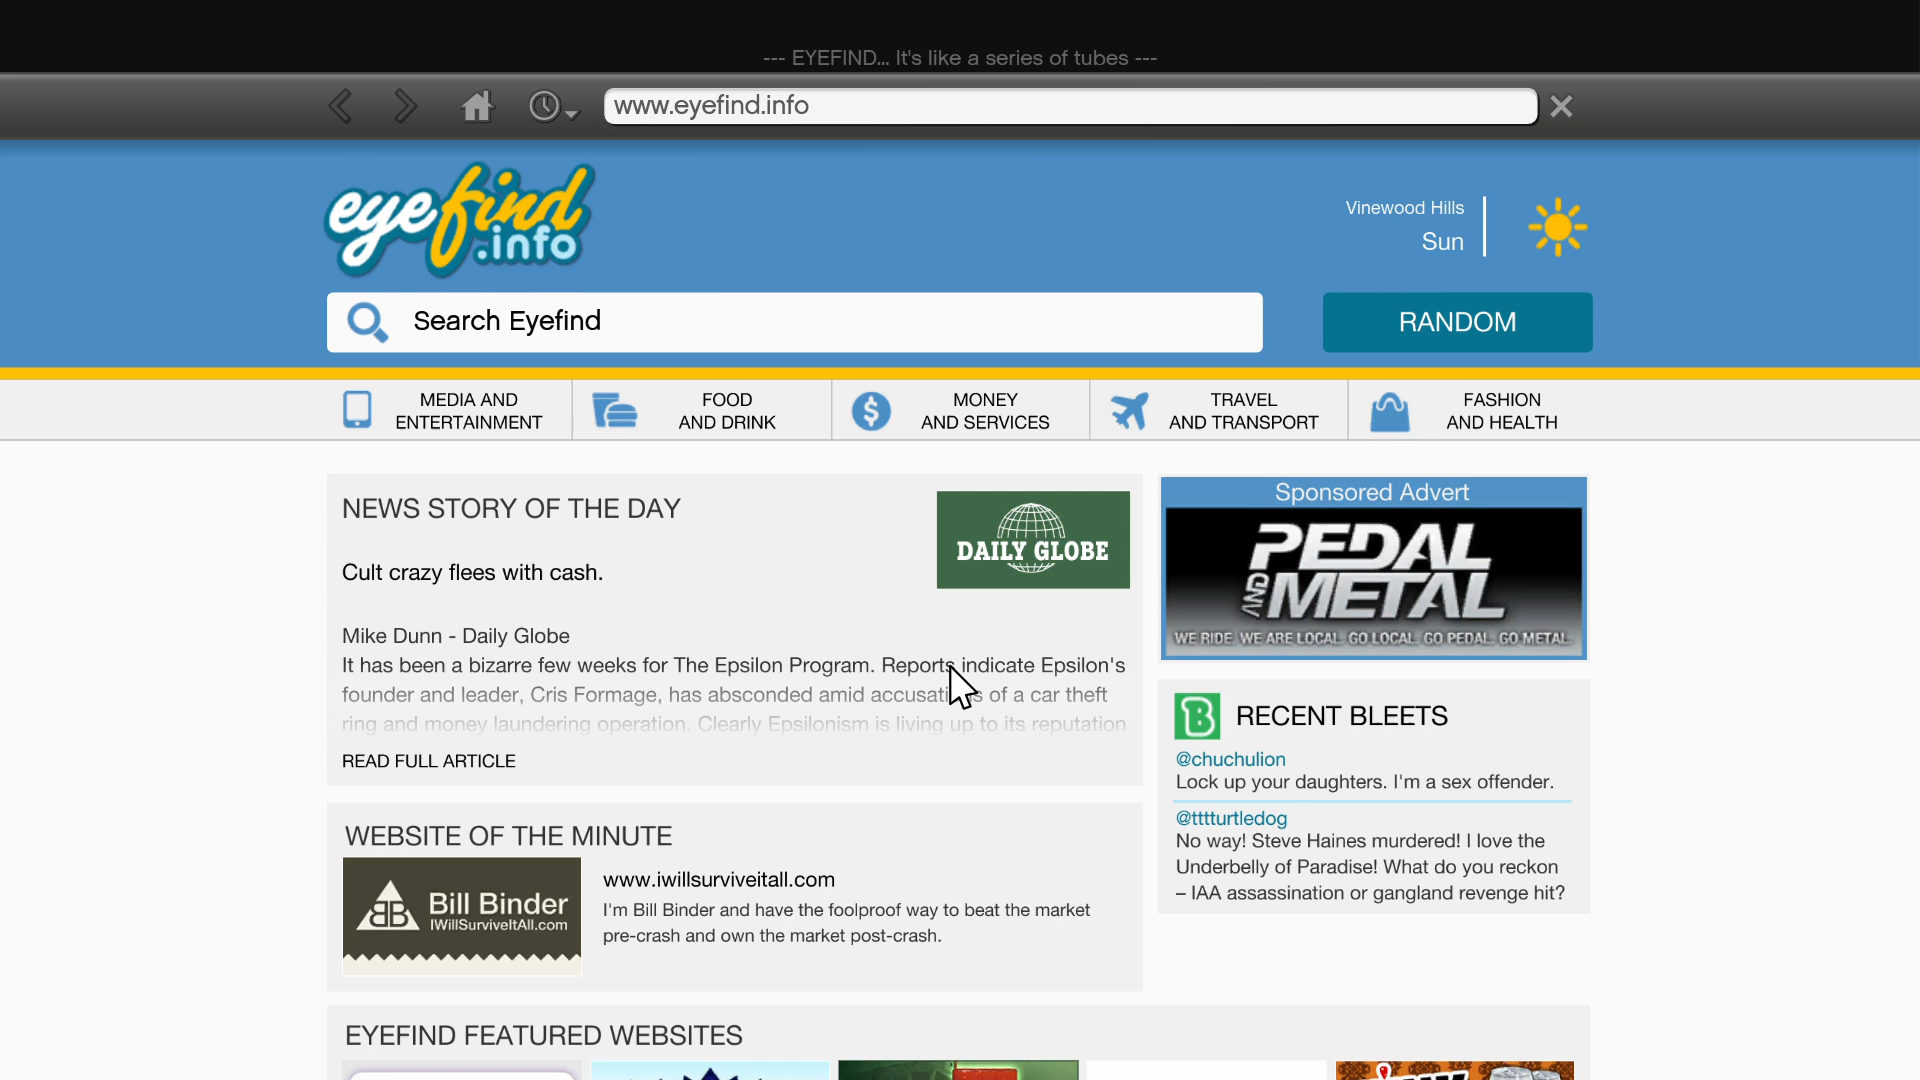 --- EYEFIND... It's like a series of tubes ---
www.eyefind.info
eyefind
.info
Vinewood Hills
Sun
Search Eyefind
RANDOM
MEDIA AND
ENTERTAINMENT
FOOD
AND DRINK
MONEY
AND SERVICES
TRAVEL
AND TRANSPORT
FASHION
AND HEALTH
NEWS STORY OF THE DAY
DAILY GLOBE
Cult crazy flees with cash.
Mike Dunn - Daily Globe
It has been a bizarre few weeks for The Epsilon Program. Reports indicate Epsilon's
founder and leader, Cris Formage, has absconded amid accusations of a car theft
ring and money laundering operation. Clearly Epsilonism is living up to its reputation
READ FULL ARTICLE
Sponsored Advert
PEDAL
AND METAL
WE RIDE. WE ARE LOCAL. GO LOCAL. GO PEDAL. GO METAL.
RECENT BLEETS
@chuchulion
Lock up your daughters. I'm a sex offender.
@tttturtledog
No way! Steve Haines murdered! I love the
Underbelly of Paradise! What do you reckon
– IAA assassination or gangland revenge hit?
WEBSITE OF THE MINUTE
BB
Bill Binder
IWillSurviveItAll.com
www.iwillsurviveitall.com
I'm Bill Binder and have the foolproof way to beat the market
pre-crash and own the market post-crash.
EYEFIND FEATURED WEBSITES